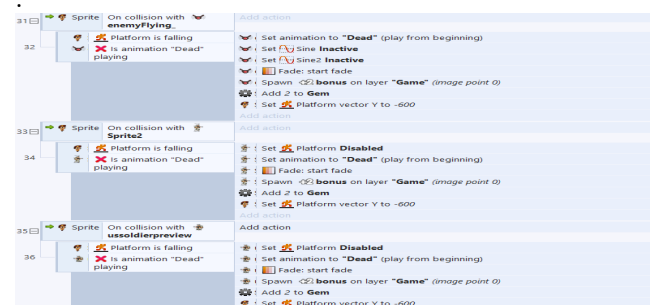 31 Sprite On collision with enemyFlying_ Add action
32 Platform is falling Set animation to "Dead" (play from beginning)
Is animation "Dead" playing Set Sine Inactive
Set Sine2 Inactive
Fade: start fade
Spawn bonus on layer "Game" (image point 0)
Add 2 to Gem
Set Platform vector Y to -600
Add action
33 Sprite On collision with Sprite2 Add action
34 Platform is falling Set Platform Disabled
Is animation "Dead" playing Set animation to "Dead" (play from beginning)
Fade: start fade
Spawn bonus on layer "Game" (image point 0)
Add 2 to Gem
Set Platform vector Y to -600
Add action
35 Sprite On collision with ussoldierpreview Add action
36 Platform is falling Set Platform Disabled
Is animation "Dead" playing Set animation to "Dead" (play from beginning)
Fade: start fade
Spawn bonus on layer "Game" (image point 0)
Add 2 to Gem
Set Platform vector Y to -600